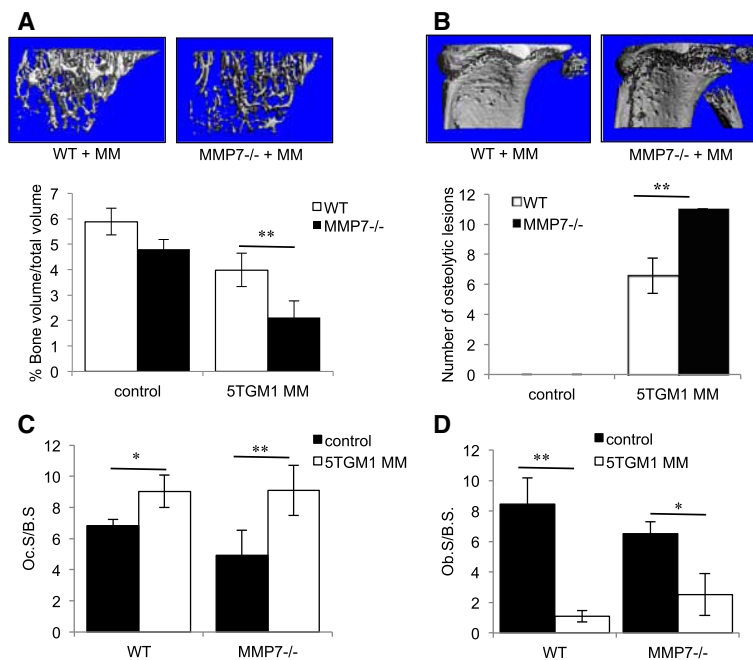 A
WT + MM
MMP7-/- + MM
% Bone volume/total volume
7
6
5
4
3
2
1
0
WT
MMP7-/-
**
control
5TGM1 MM
B
WT + MM
MMP7-/- + MM
Number of osteolytic lesions
12
10
8
6
4
2
0
WT
MMP7-/-
**
control
5TGM1 MM
C
Oc.S/B.S
12
10
8
6
4
2
0
*
**
control
5TGM1 MM
WT
MMP7-/-
D
Ob.S/B.S.
12
10
8
6
4
2
0
**
*
control
5TGM1 MM
WT
MMP7-/-